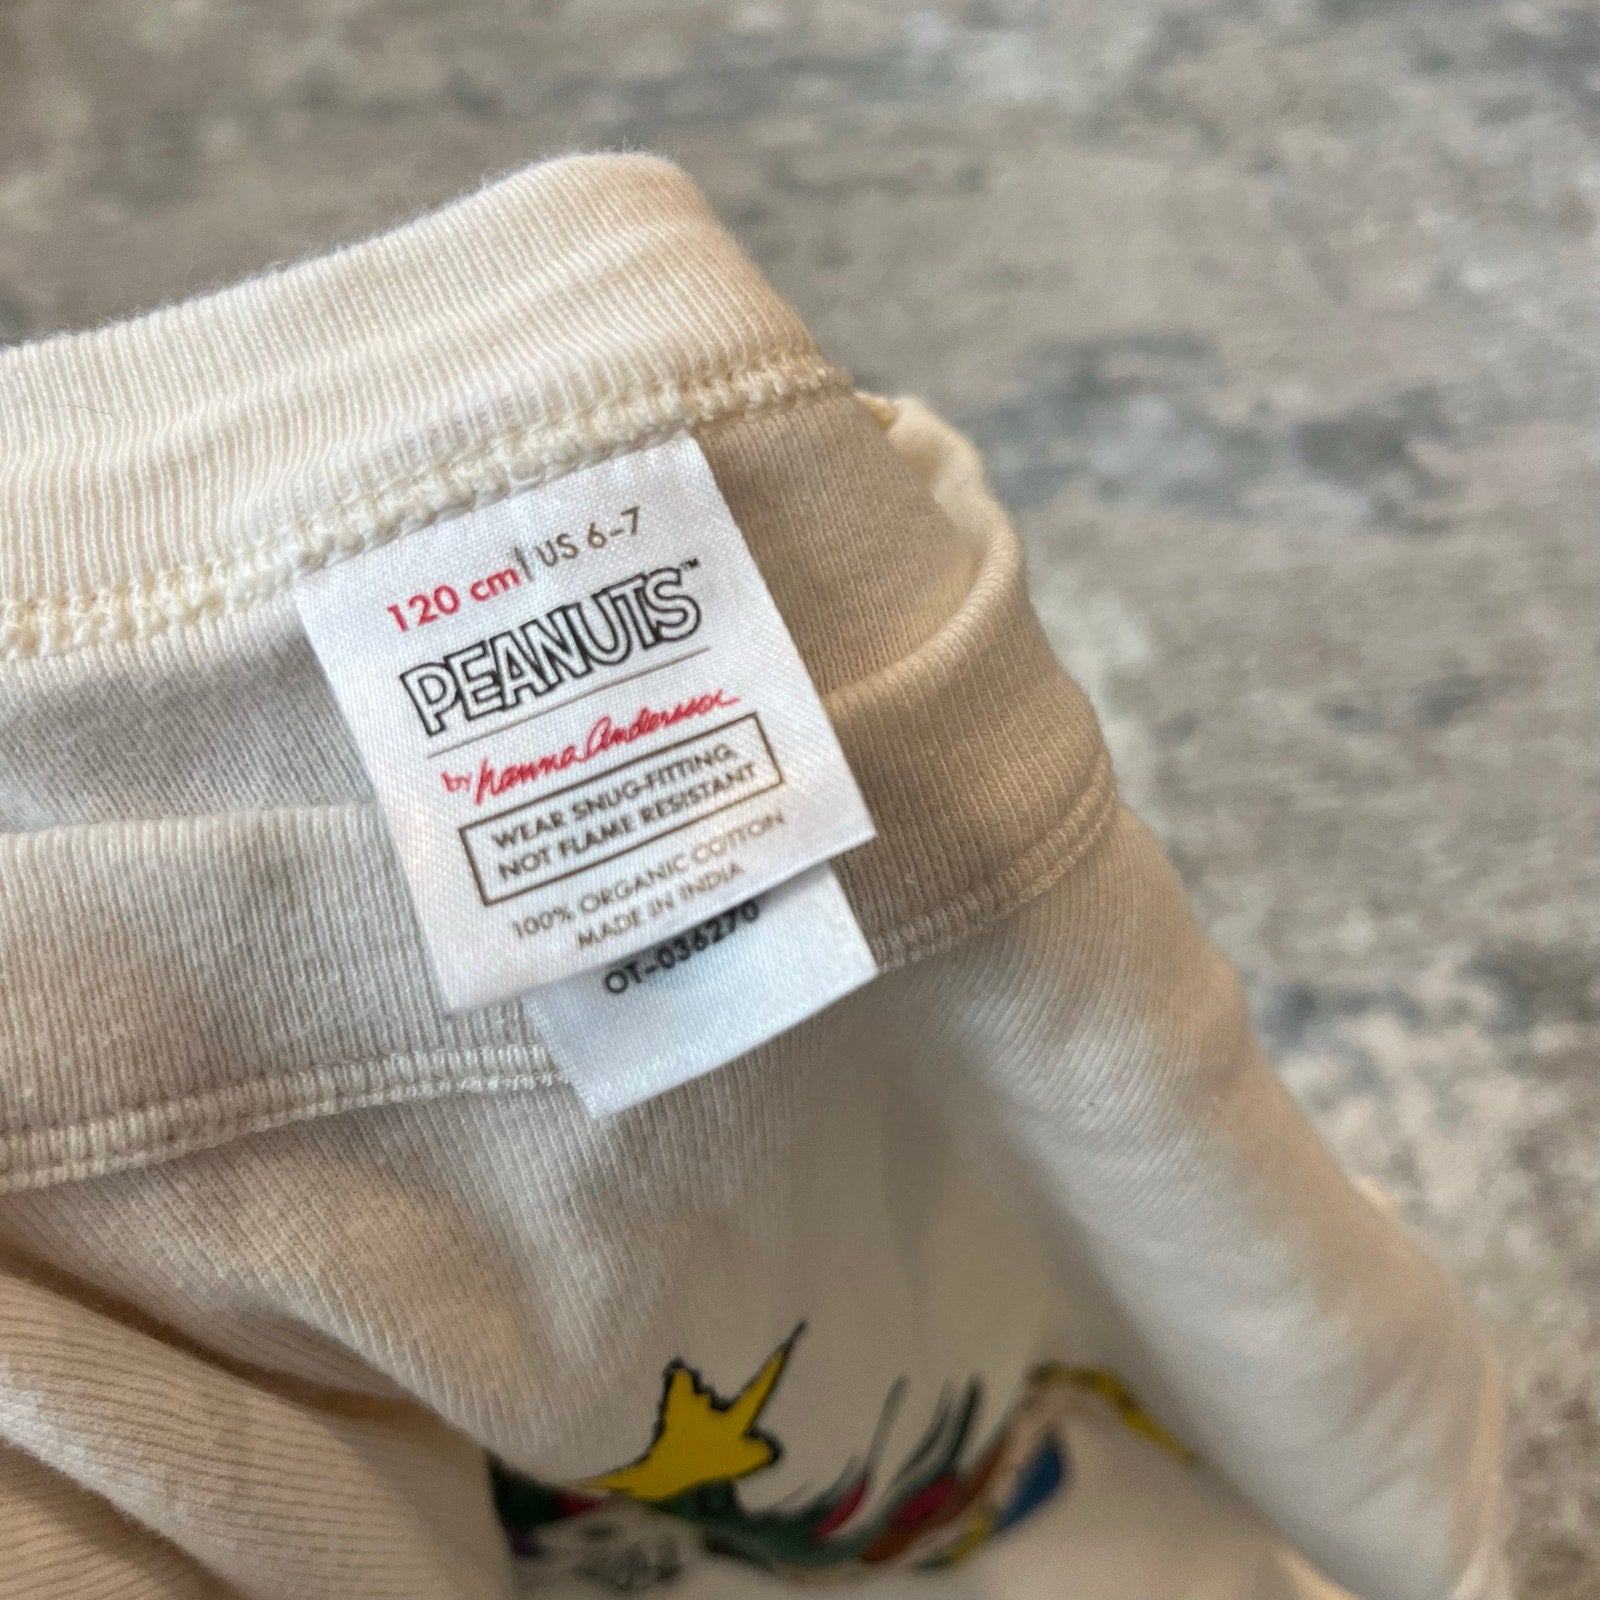 120 cm | US 6-7
PEANUTS™
by hanna Andersson
WEAR SNUG-FITTING,
NOT FLAME RESISTANT
100% ORGANIC COTTON
MADE IN INDIA
OT-036270